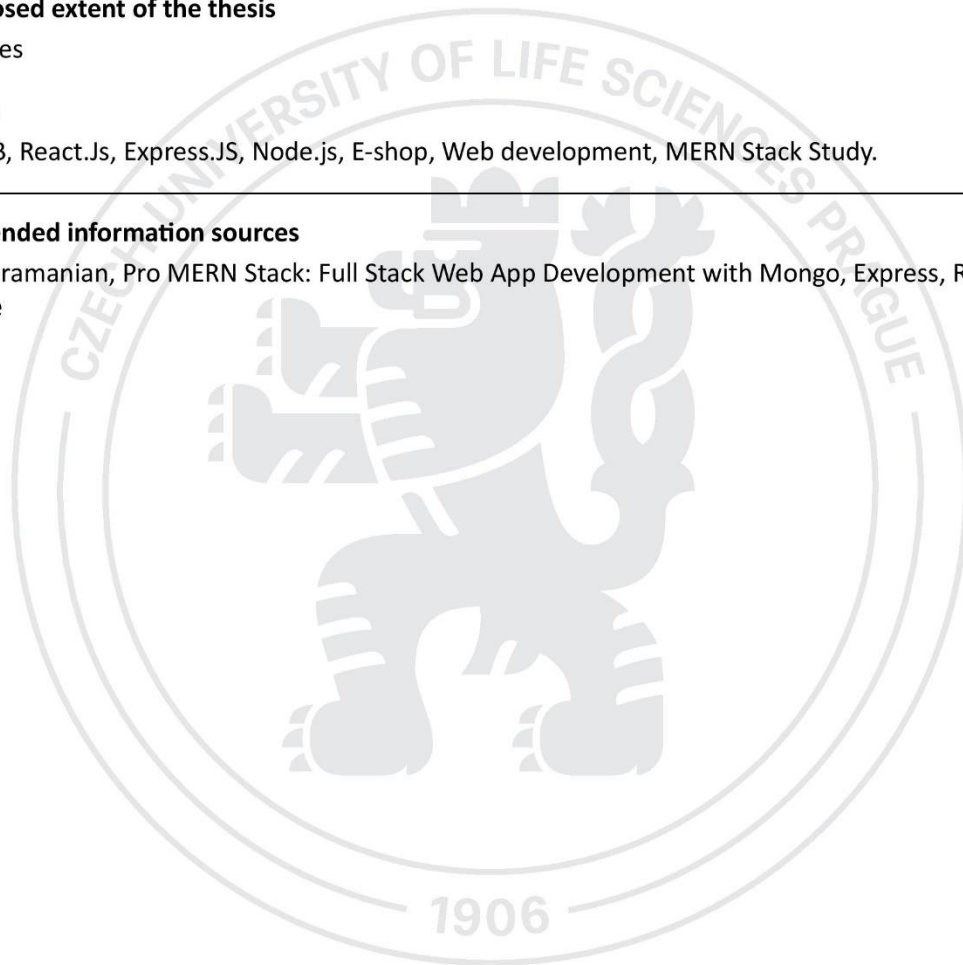 osed extent of the thesis
es
B, React.Js, Express.JS, Node.js, E-shop, Web development, MERN Stack Study.
nded information sources
ramanian, Pro MERN Stack: Full Stack Web App Development with Mongo, Express, R
e
CZECH UNIVERSITY OF LIFE SCIENCES PRAGUE
1906